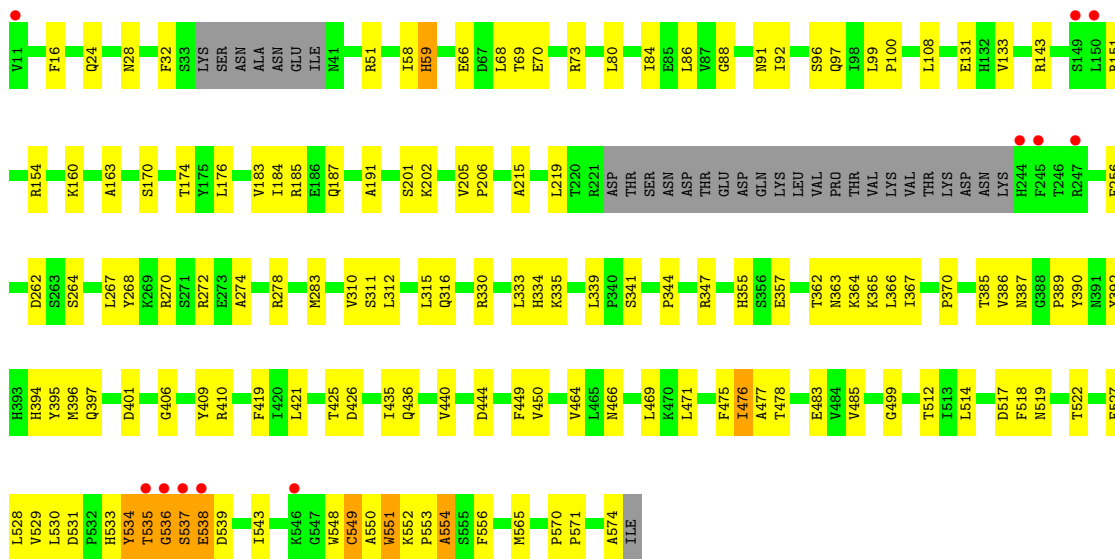 V11 F16 Q24 N28 F32 S33 LYS SER ASN ALA ASN GLU ILE N41 R51 I58 H59 E66 D67 L68 T69 E70 R73 L80 I84 E85 L86 V87 G88 N91 I92 S96 Q97 I98 L99 P100 L108 E131 H132 V133 R143 S149 L150 R151
R154 K160 A163 S170 T174 Y175 L176 V183 I184 R185 E186 Q187 A191 S201 K202 V205 P206 A215 L219 T220 R221 ASP THR SER ASN ASP THR GLU ASP GLN LYS LEU VAL PRO THR VAL LYS VAL THR LYS ASP ASN LYS H244 F245 T246 R247
D262 S263 S264 L267 Y268 K269 R270 S271 R272 E273 A274 R278 M283 V310 S311 L312 L315 Q316 R330 L333 H334 K335 L339 P340 S341 P344 R347 H355 S356 E357 T362 N363 K364 K365 L366 I367 P370 T385 V386 N387 G388 P389 Y390 N391
H393 H394 Y395 M396 Q397 D401 G406 Y409 R410 F419 I420 L421 T425 D426 I435 Q436 V440 D444 F449 V450 V464 L465 N466 L469 K470 L471 F475 I476 A477 T478 E483 V484 V485 G499 T512 I513 L514 D517 F518 N519 T522
L528 V529 L530 D531 P532 H533 Y534 T535 G536 S537 E538 D539 I543 K546 G547 W548 C549 A550 W551 K552 P553 A554 S555 F556 M565 P570 P571 A574 ILE